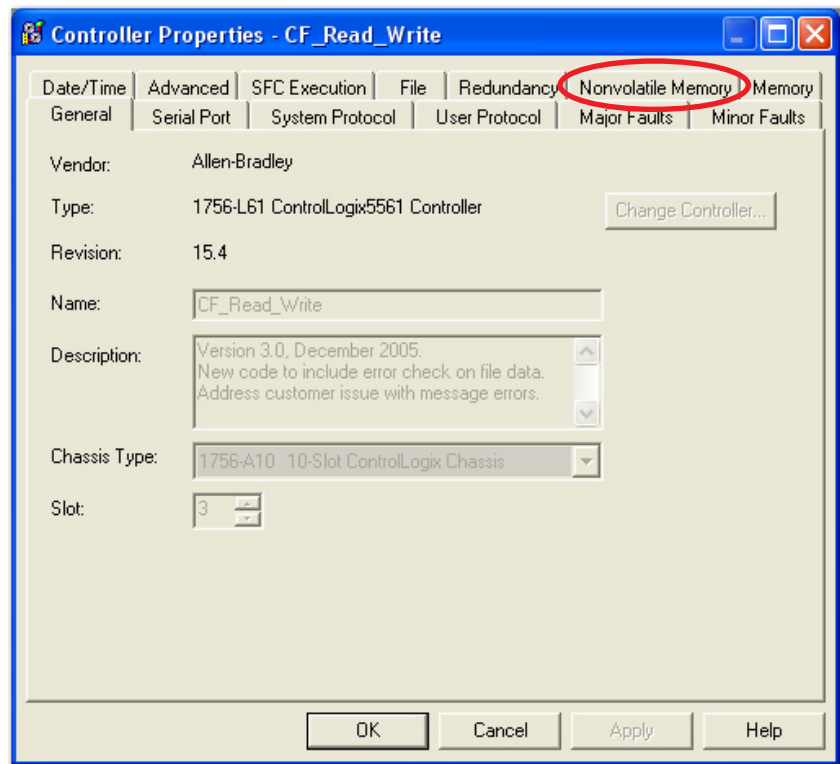 Controller Properties - CF_Read_Write
Date/Time Advanced SFC Execution File Redundancy Nonvolatile Memory Memory
General Serial Port System Protocol User Protocol Major Faults Minor Faults
Vendor: Allen-Bradley
Type: 1756-L61 ControlLogix5561 Controller Change Controller...
Revision: 15.4
Name: CF_Read_Write
Description: Version 3.0, December 2005.
New code to include error check on file data.
Address customer issue with message errors.
Chassis Type: 1756-A10 10-Slot ControlLogix Chassis
Slot: 3
OK Cancel Apply Help